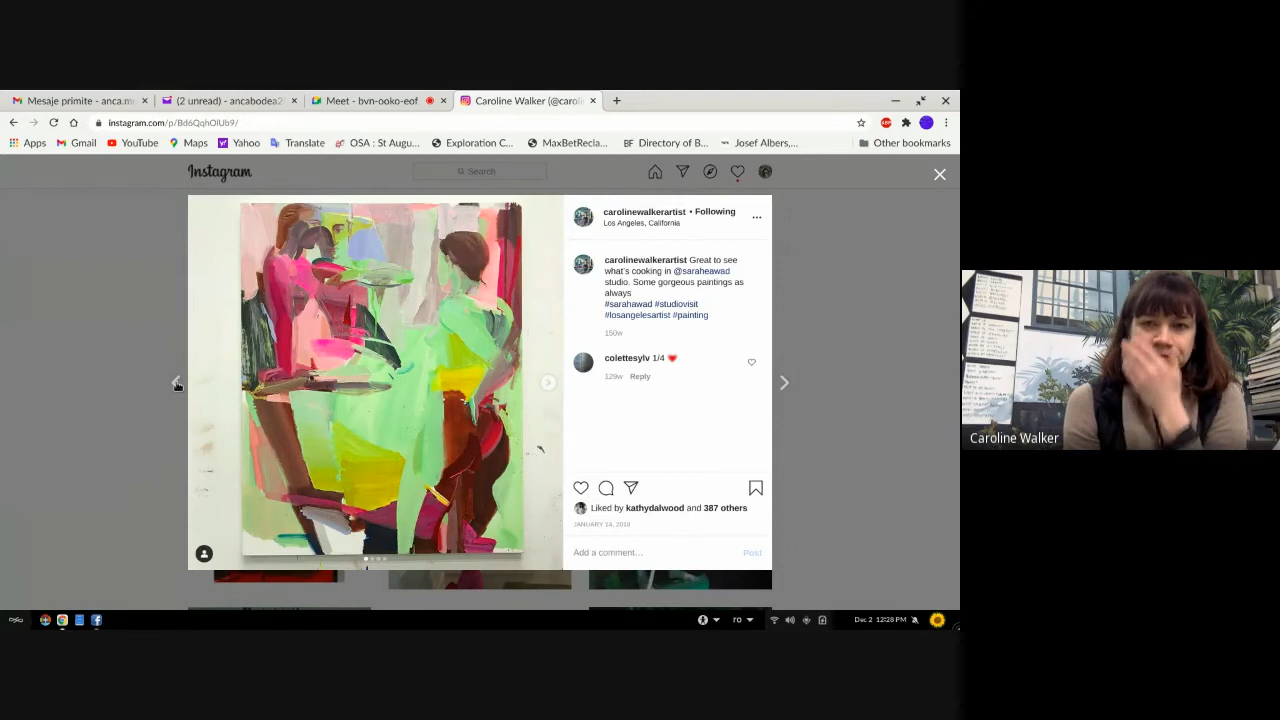 Mesaje primite - anca.m
(2 unread) - ancabodea2
Meet - bvn-ooko-eof
Caroline Walker (@caroli
instagram.com/p/Bd6QqhOlUb9/
ABP
Apps
Gmail
YouTube
Maps
Yahoo
Translate
OSA : St Augu...
Exploration C...
MaxBetRecla...
BF Directory of B...
Josef Albers,...
Other bookmarks
Instagram
Search
carolinewalkerartist • Following
Los Angeles, California
carolinewalkerartist Great to see
what's cooking in @saraheawad
studio. Some gorgeous paintings as
always
#sarahawad #studiovisit
#losangelesartist #painting
150w
colettesylv 1/4
129w Reply
Liked by kathydalwood and 387 others
JANUARY 14, 2018
Add a comment...
Post
Caroline Walker
ro
Dec 2 12:28 PM